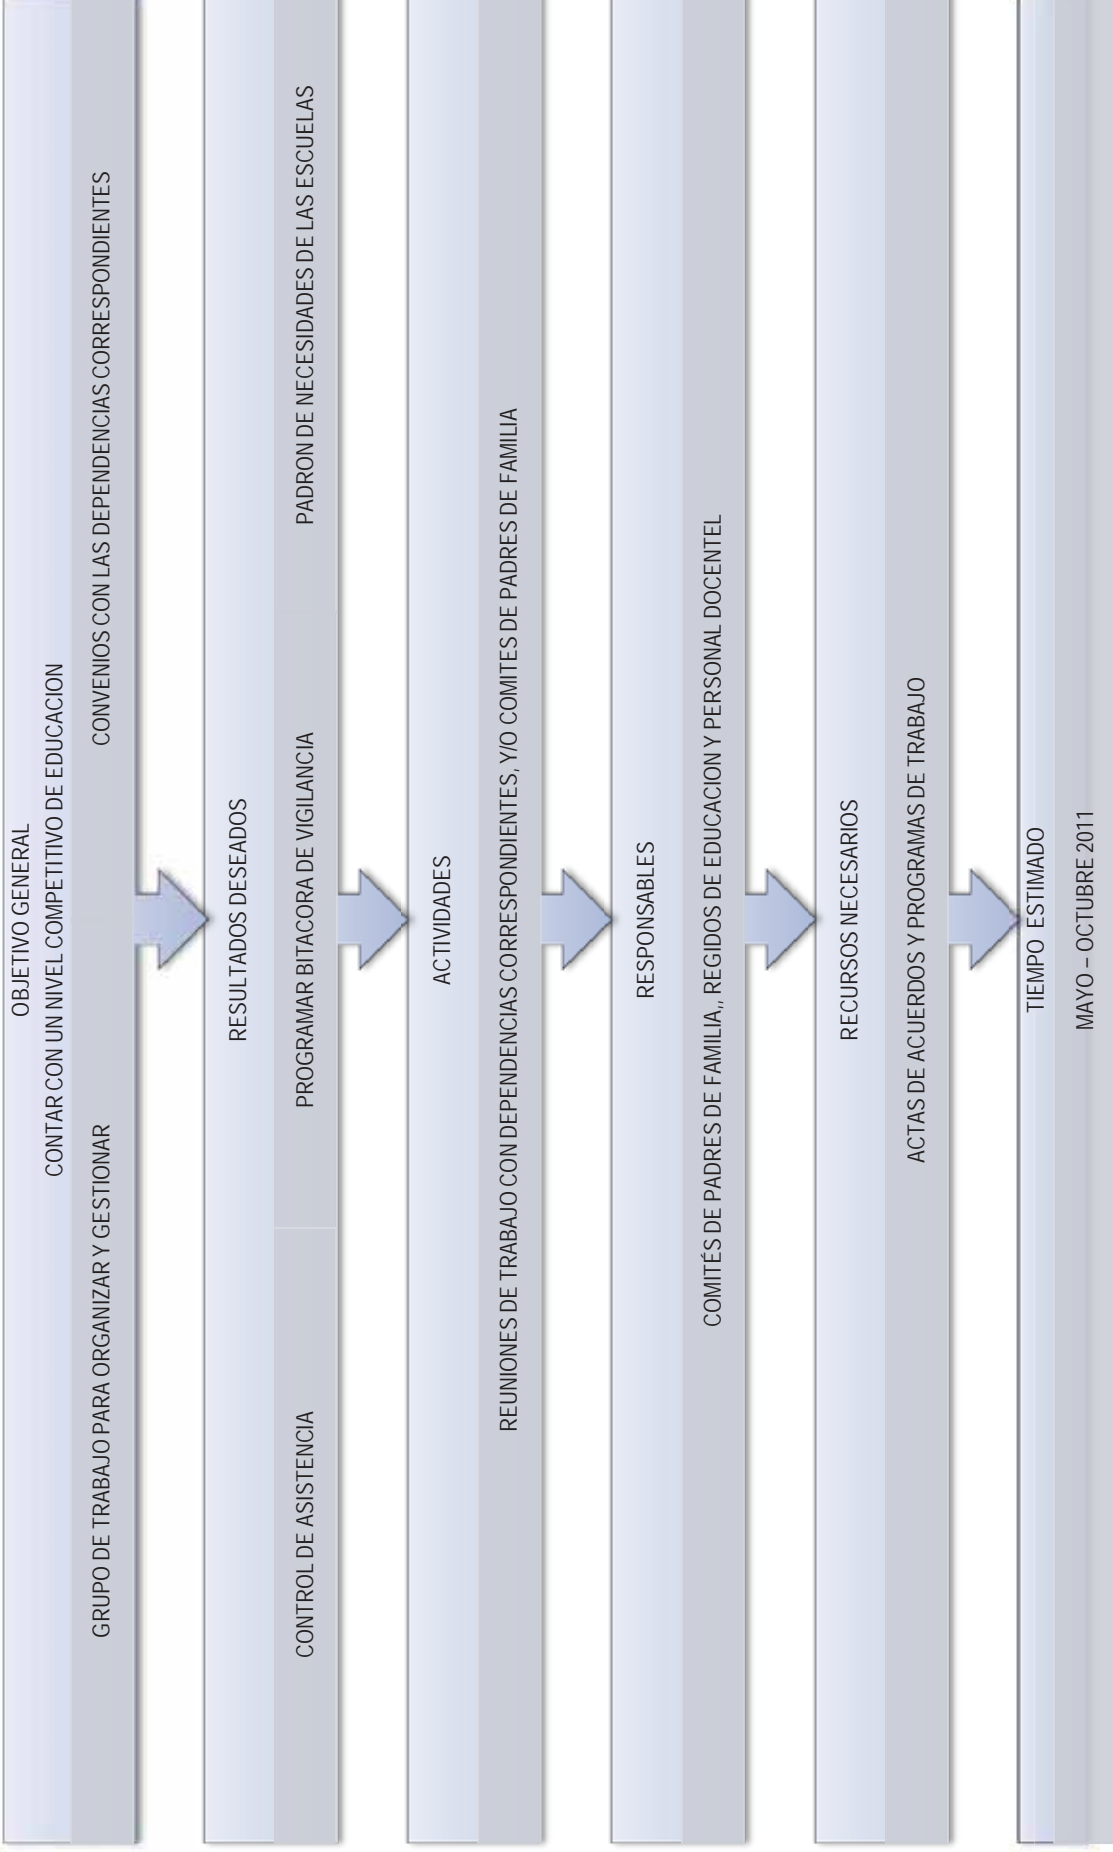 OBJETIVO GENERAL
CONTAR CON UN NIVEL COMPETITIVO DE EDUCACION
GRUPO DE TRABAJO PARA ORGANIZAR Y GESTIONAR
CONVENIOS CON LAS DEPENDENCIAS CORRESPONDIENTES
RESULTADOS DESEADOS
CONTROL DE ASISTENCIA
PROGRAMAR BITACORA DE VIGILANCIA
PADRON DE NECESIDADES DE LAS ESCUELAS
ACTIVIDADES
REUNIONES DE TRABAJO CON DEPENDENCIAS CORRESPONDIENTES, Y/O COMITES DE PADRES DE FAMILIA
RESPONSABLES
COMITÉS DE PADRES DE FAMILIA,, REGIDOS DE EDUCACION Y PERSONAL DOCENTEL
RECURSOS NECESARIOS
ACTAS DE ACUERDOS Y PROGRAMAS DE TRABAJO
TIEMPO ESTIMADO
MAYO – OCTUBRE 2011